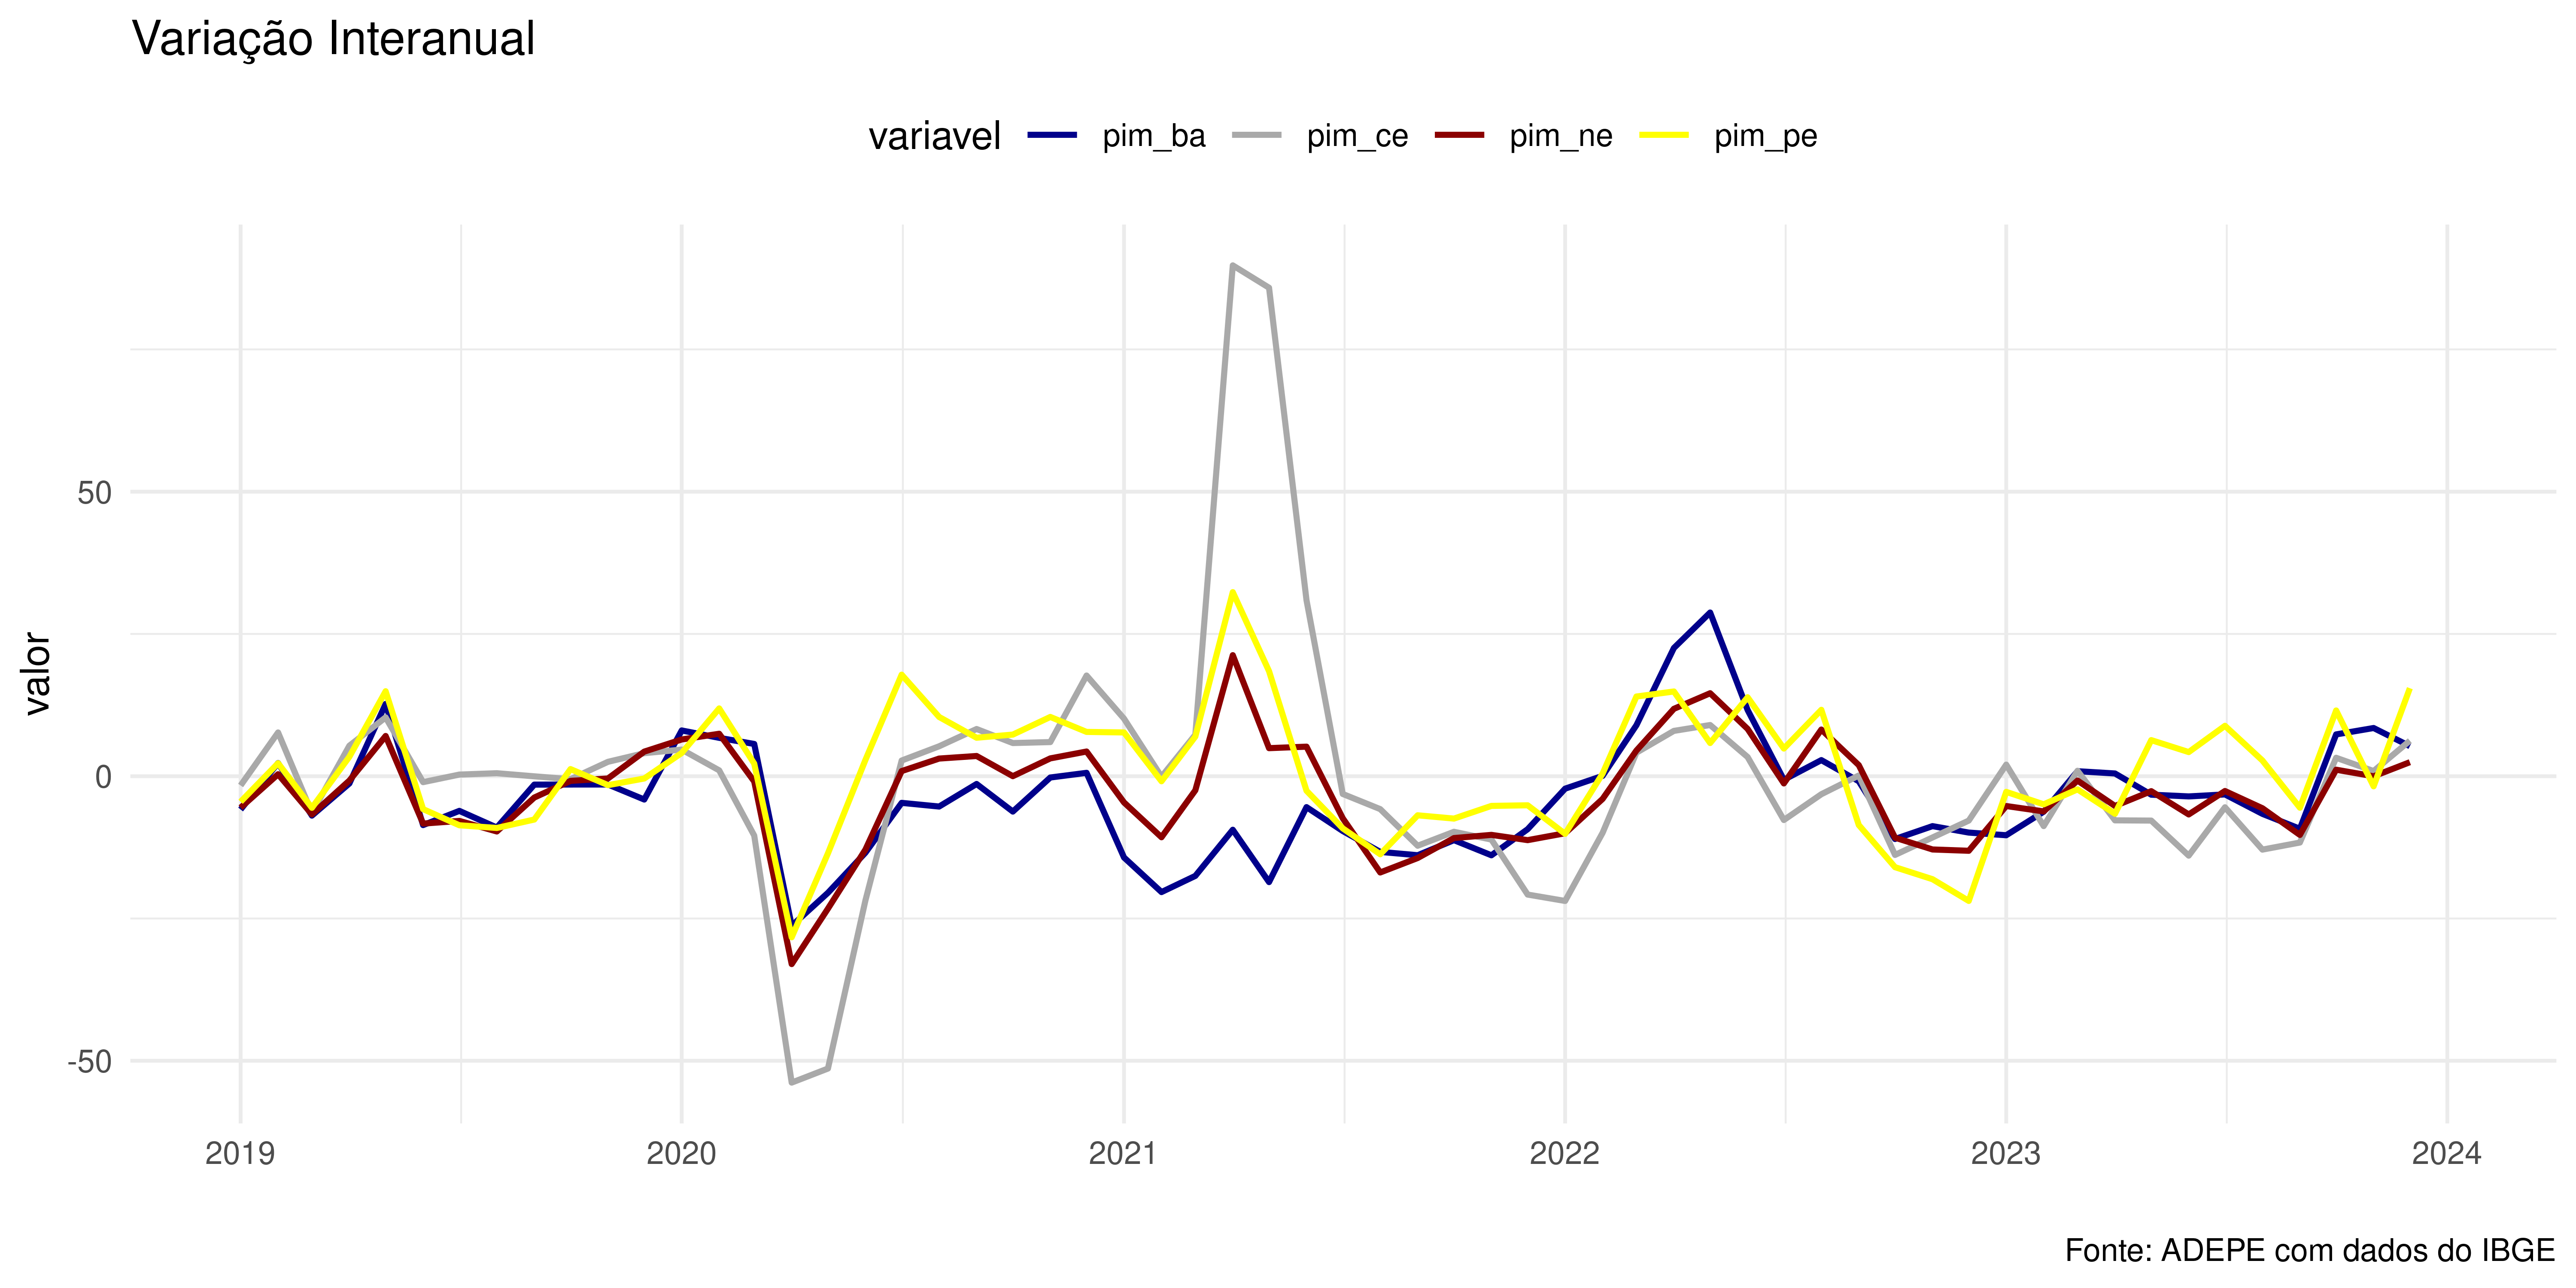 Variação Interanual
variavel pim_ba pim_ce pim_ne pim_pe
valor
50
0
-50
2019 2020 2021 2022 2023 2024
Fonte: ADEPE com dados do IBGE